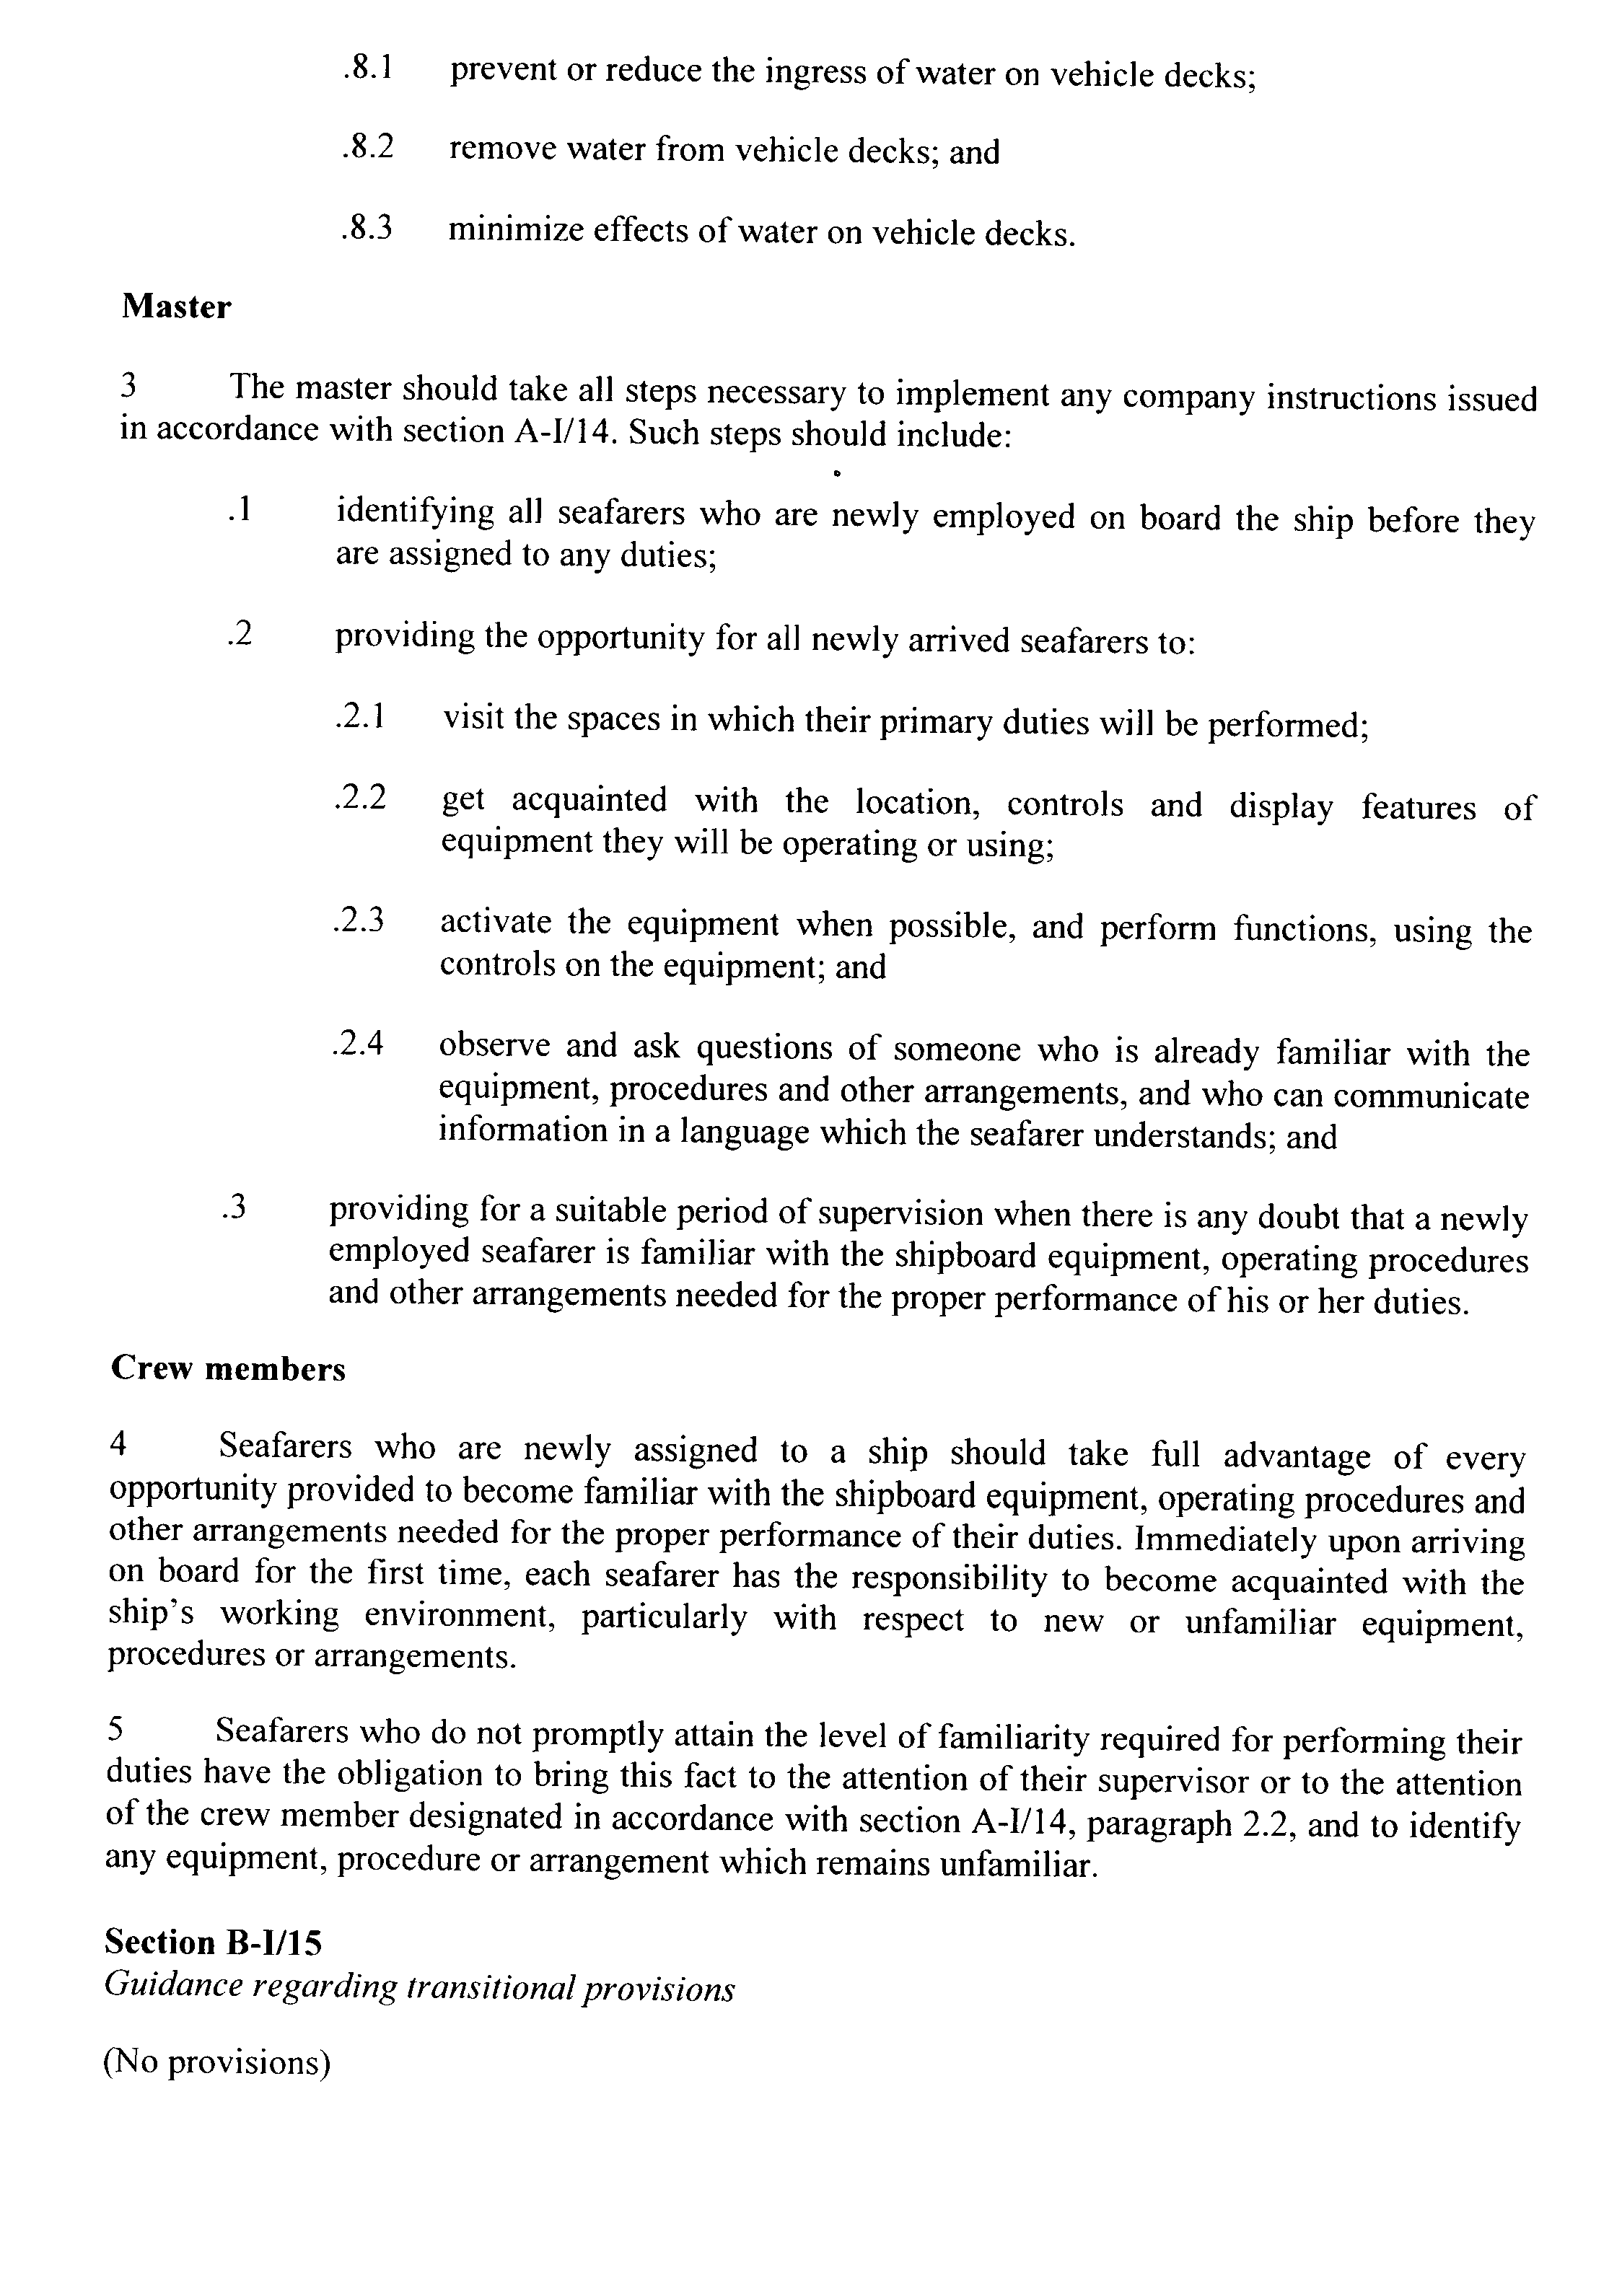 .8.1 prevent or reduce the ingress of water on vehicle decks;
.8.2 remove water from vehicle decks; and
.8.3 minimize effects of water on vehicle decks.
Master
3 The master should take all steps necessary to implement any company instructions issued
in accordance with section A-I/14. Such steps should include:
.1 identifying all seafarers who are newly employed on board the ship before they
are assigned to any duties;
.2 providing the opportunity for all newly arrived seafarers to:
.2.1 visit the spaces in which their primary duties will be performed;
.2.2 get acquainted with the location, controls and display features of
equipment they will be operating or using;
.2.3 activate the equipment when possible, and perform functions, using the
controls on the equipment; and
.2.4 observe and ask questions of someone who is already familiar with the
equipment, procedures and other arrangements, and who can communicate
information in a language which the seafarer understands; and
.3 providing for a suitable period of supervision when there is any doubt that a newly
employed seafarer is familiar with the shipboard equipment, operating procedures
and other arrangements needed for the proper performance of his or her duties.
Crew members
4 Seafarers who are newly assigned to a ship should take full advantage of every
opportunity provided to become familiar with the shipboard equipment, operating procedures and
other arrangements needed for the proper performance of their duties. Immediately upon arriving
on board for the first time, each seafarer has the responsibility to become acquainted with the
ship's working environment, particularly with respect to new or unfamiliar equipment,
procedures or arrangements.
5 Seafarers who do not promptly attain the level of familiarity required for performing their
duties have the obligation to bring this fact to the attention of their supervisor or to the attention
of the crew member designated in accordance with section A-I/14, paragraph 2.2, and to identify
any equipment, procedure or arrangement which remains unfamiliar.
Section B-I/15
Guidance regarding transitional provisions
(No provisions)